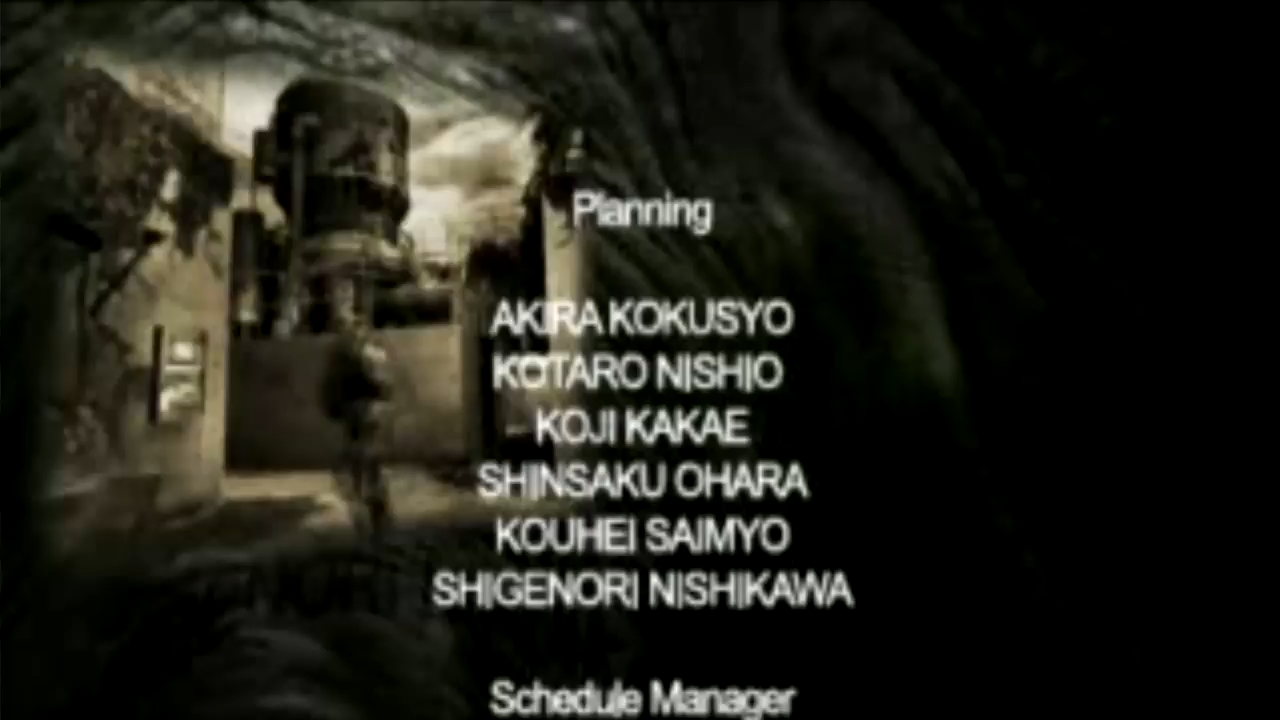 Planning
AKIRA KOKUSYO
KOTARO NISHIO
KOJI KAKAE
SHINSAKU OHARA
KOUHEI SAIMYO
SHIGENORI NISHIKAWA
Schedule Manager